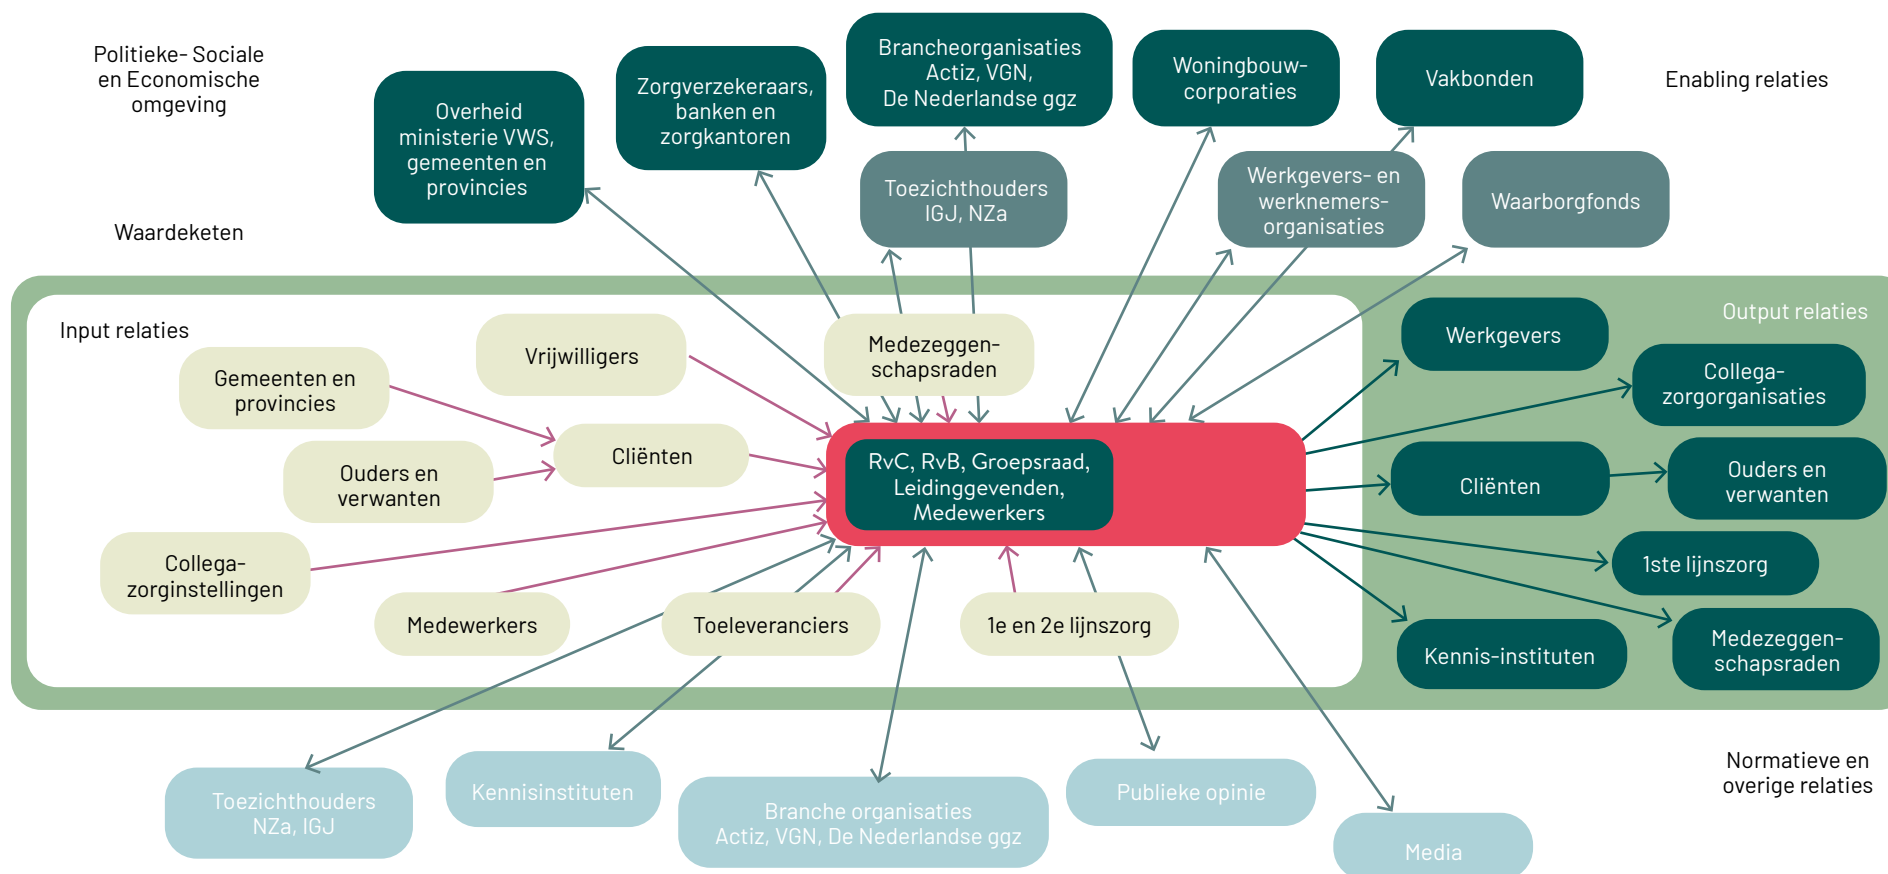 Politieke- Sociale
en Economische
omgeving
Overheid
ministerie VWS,
gemeenten en
provincies
Zorgverzekeraars,
banken en
zorgkantoren
Brancheorganisaties
Actiz, VGN,
De Nederlandse ggz
Woningbouw-
corporaties
Vakbonden
Enabling relaties
Toezichthouders
IGJ, NZa
Werkgevers- en
werknemers-
organisaties
Waarborgfonds
Waardeketen
Input relaties
Gemeenten en
provincies
Vrijwilligers
Medezeggen-
schapsraden
Ouders en
verwanten
Cliënten
Collega-
zorginstellingen
Medewerkers
Toeleveranciers
1e en 2e lijnszorg
RvC, RvB, Groepsraad,
Leidinggevenden,
Medewerkers
Output relaties
Werkgevers
Collega-
zorgorganisaties
Cliënten
Ouders en
verwanten
1ste lijnszorg
Kennis-instituten
Medezeggen-
schapsraden
Normatieve en
overige relaties
Toezichthouders
NZa, IGJ
Kennisinstituten
Branche organisaties
Actiz, VGN, De Nederlandse ggz
Publieke opinie
Media